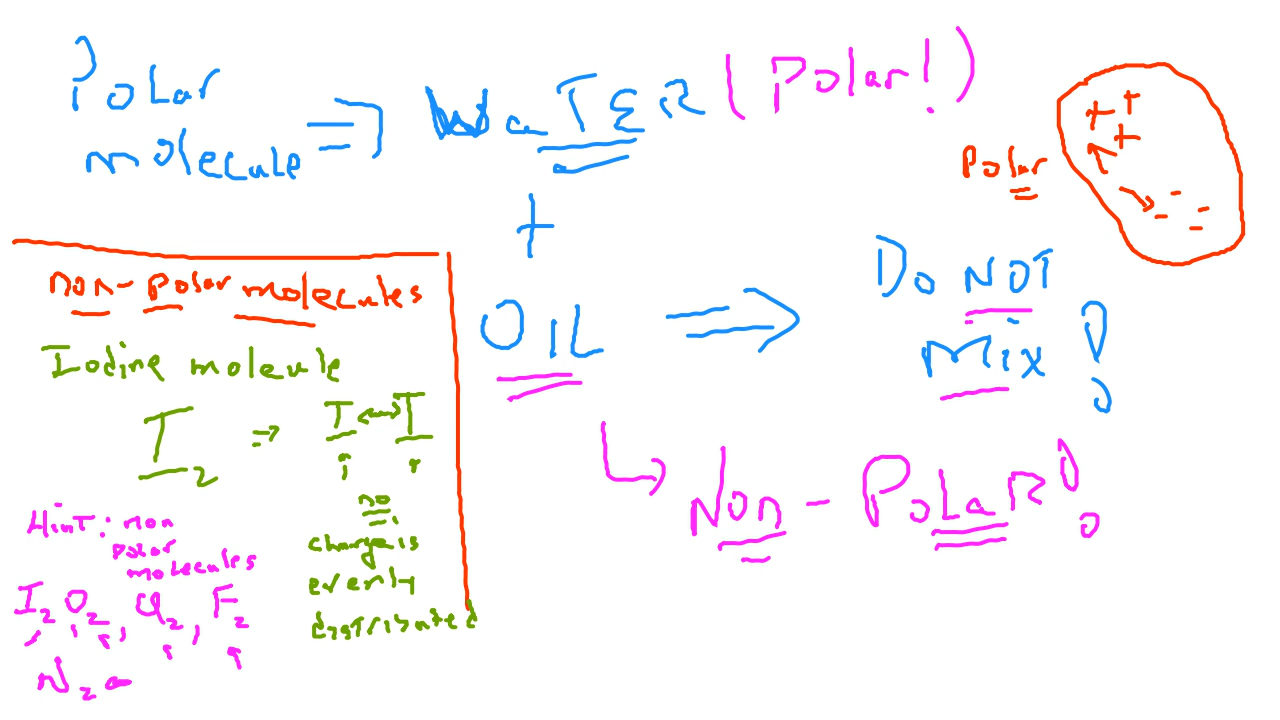 Polar
molecule => WaTER (Polar!)
Polar
+++
----
+
OIL => Do NOT
Mix!
Non-PolaR!
non-polar molecules
Iodine molecule
I2 => I <-> I
no
charge is
evenly
distributed
HinT: non
polar
molecules
I2, O2, Cl2, F2
N2